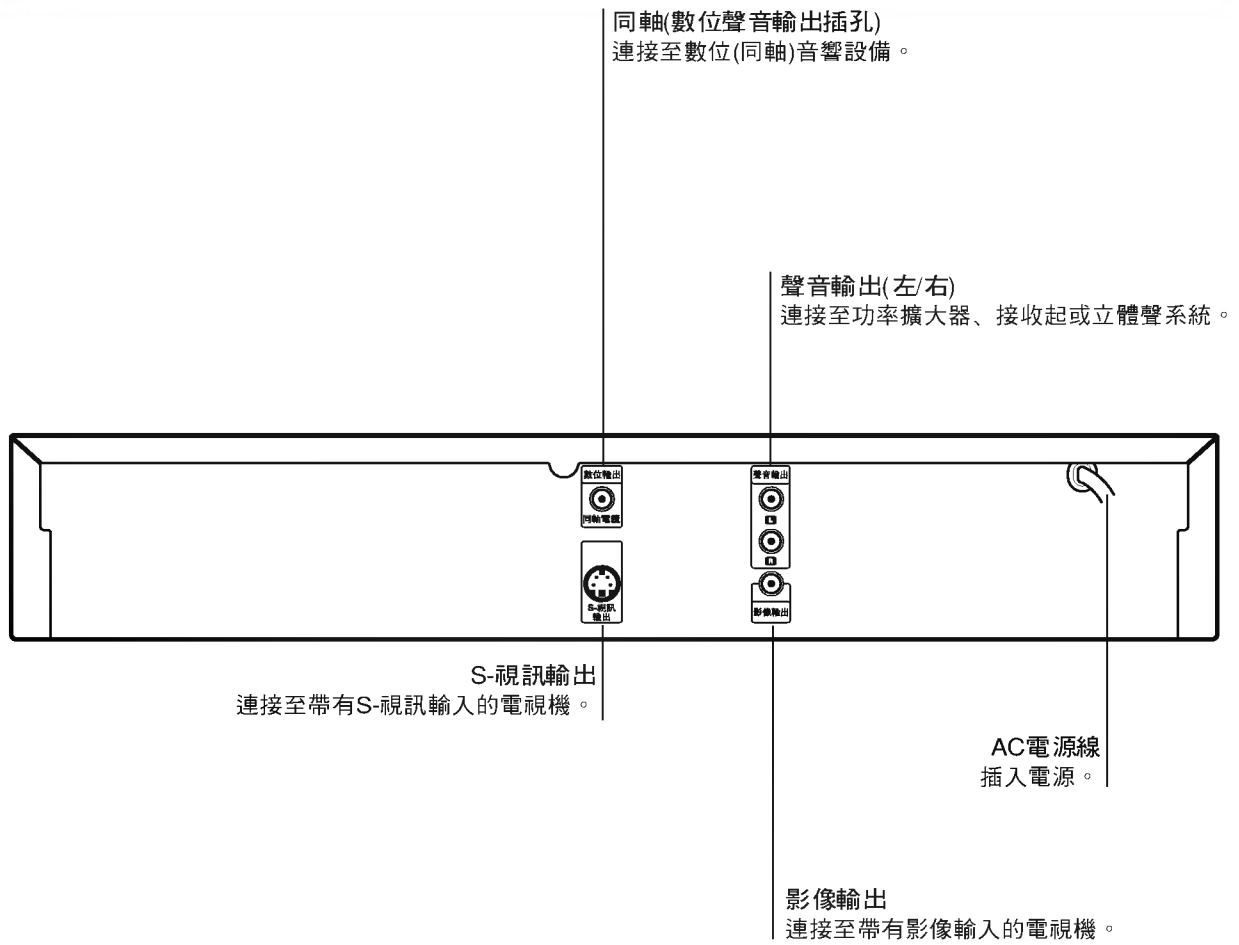 同軸(數位聲音輸出插孔)
連接至數位(同軸)音響設備。
聲音輸出(左/右)
連接至功率擴大器、接收起或立體聲系統。
數位輸出
同軸電纜
聲音輸出
L
R
S-視訊
輸出
影像輸出
S-視訊輸出
連接至帶有S-視訊輸入的電視機。
AC電源線
插入電源。
影像輸出
連接至帶有影像輸入的電視機。